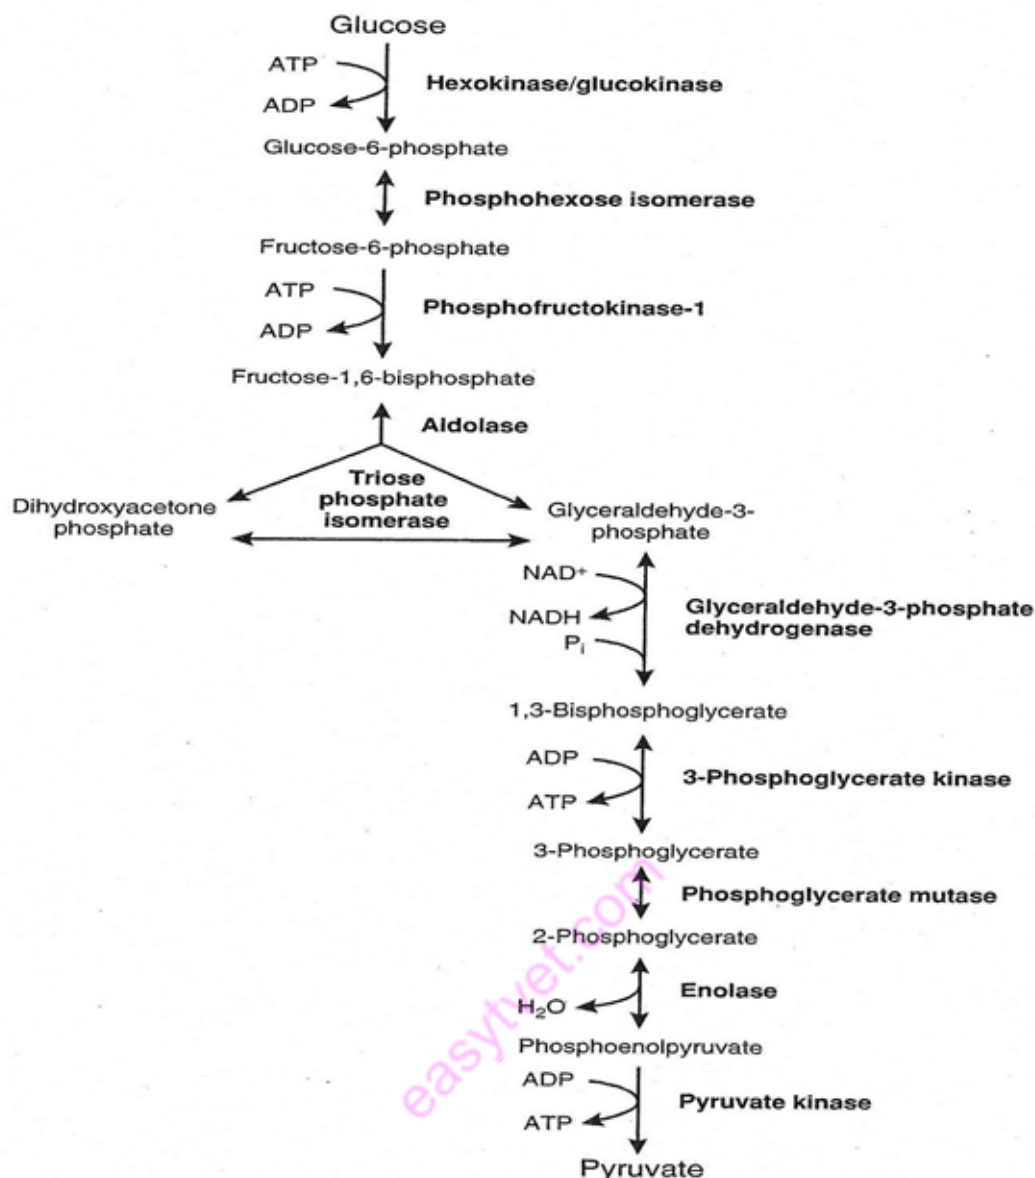 Glucose
ATP
ADP
Hexokinase/glucokinase
Glucose-6-phosphate
Phosphohexose isomerase
Fructose-6-phosphate
ATP
ADP
Phosphofructokinase-1
Fructose-1,6-bisphosphate
Aldolase
Triose
phosphate
isomerase
Dihydroxyacetone
phosphate
Glyceraldehyde-3-
phosphate
NAD+
NADH
Pi
Glyceraldehyde-3-phosphate
dehydrogenase
1,3-Bisphosphoglycerate
ADP
ATP
3-Phosphoglycerate kinase
3-Phosphoglycerate
Phosphoglycerate mutase
2-Phosphoglycerate
H2O
Enolase
Phosphoenolpyruvate
ADP
ATP
Pyruvate kinase
Pyruvate
easytvet.com